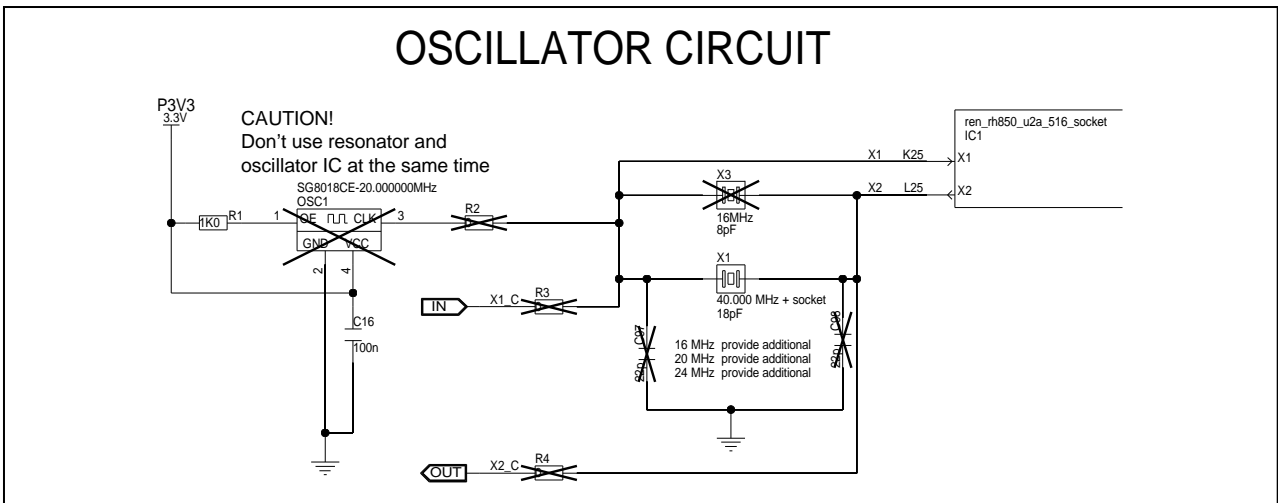 OSCILLATOR CIRCUIT
P3V3
3.3V
CAUTION!
Don't use resonator and
oscillator IC at the same time
SG8018CE-20.000000MHz
OSC1
1K0
R1
1
OE
CLK
3
GND
VCC
2
4
C16
100n
R2
IN
X1_C
R3
ren_rh850_u2a_516_socket
IC1
X1
K25
X1
X2
L25
X2
X3
16MHz
8pF
X1
40.000 MHz + socket
18pF
C97
22p
16 MHz provide additional
20 MHz provide additional
24 MHz provide additional
22p
OUT
X2_C
R4